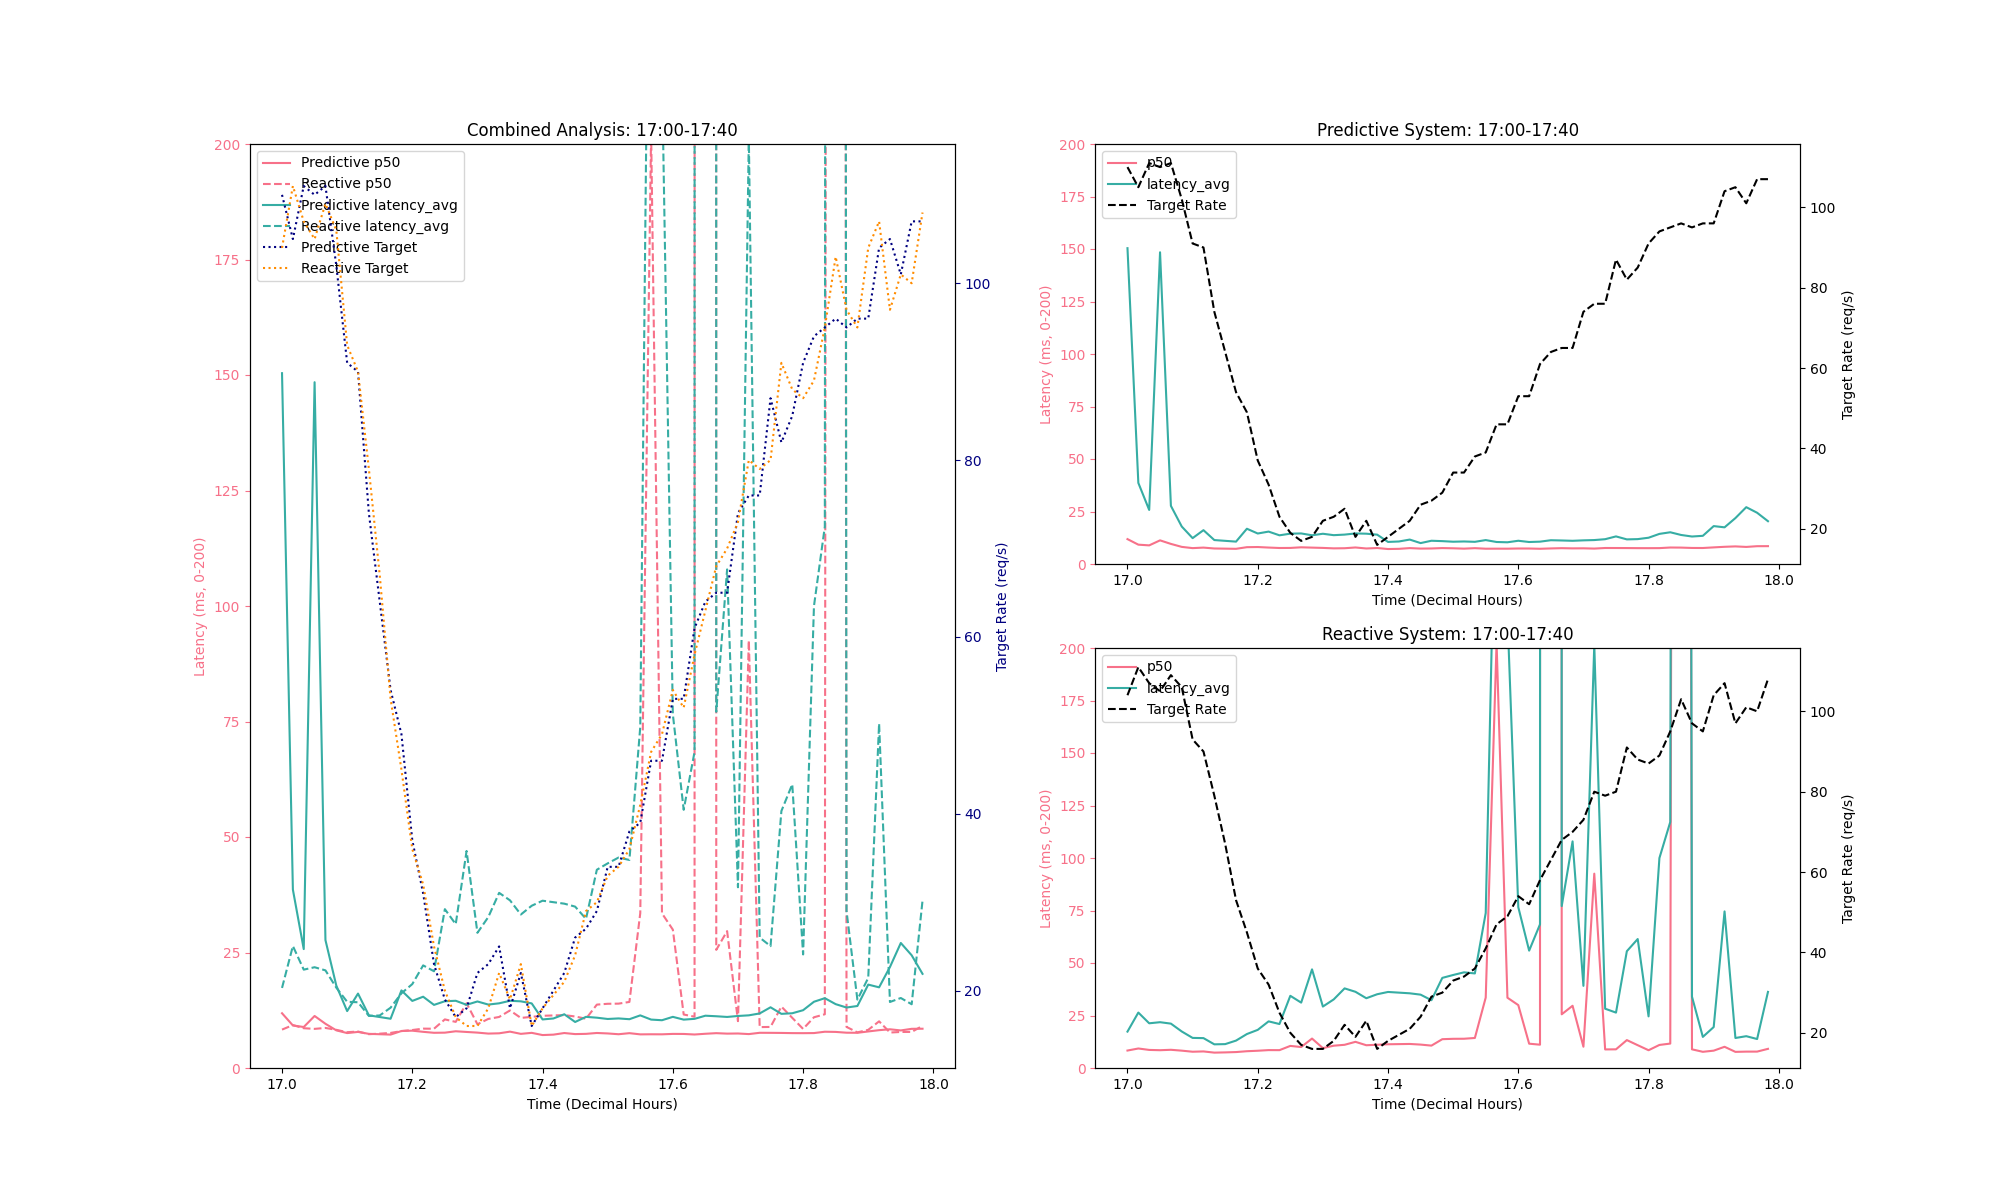 Combined Analysis: 17:00-17:40
200
175
150
125
100
75
50
25
0
Latency (ms, 0-200)
Predictive p50
Reactive p50
Predictive latency_avg
Reactive latency_avg
Predictive Target
Reactive Target
100
80
60
40
20
Target Rate (req/s)
17.0 17.2 17.4 17.6 17.8 18.0
Time (Decimal Hours)
Predictive System: 17:00-17:40
200
175
150
125
100
75
50
25
0
Latency (ms, 0-200)
p50
latency_avg
Target Rate
100
80
60
40
20
Target Rate (req/s)
17.0 17.2 17.4 17.6 17.8 18.0
Time (Decimal Hours)
Reactive System: 17:00-17:40
200
175
150
125
100
75
50
25
0
Latency (ms, 0-200)
p50
latency_avg
Target Rate
100
80
60
40
20
Target Rate (req/s)
17.0 17.2 17.4 17.6 17.8 18.0
Time (Decimal Hours)